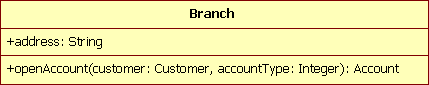 Branch
+address: String
+openAccount(customer: Customer, accountType: Integer): Account